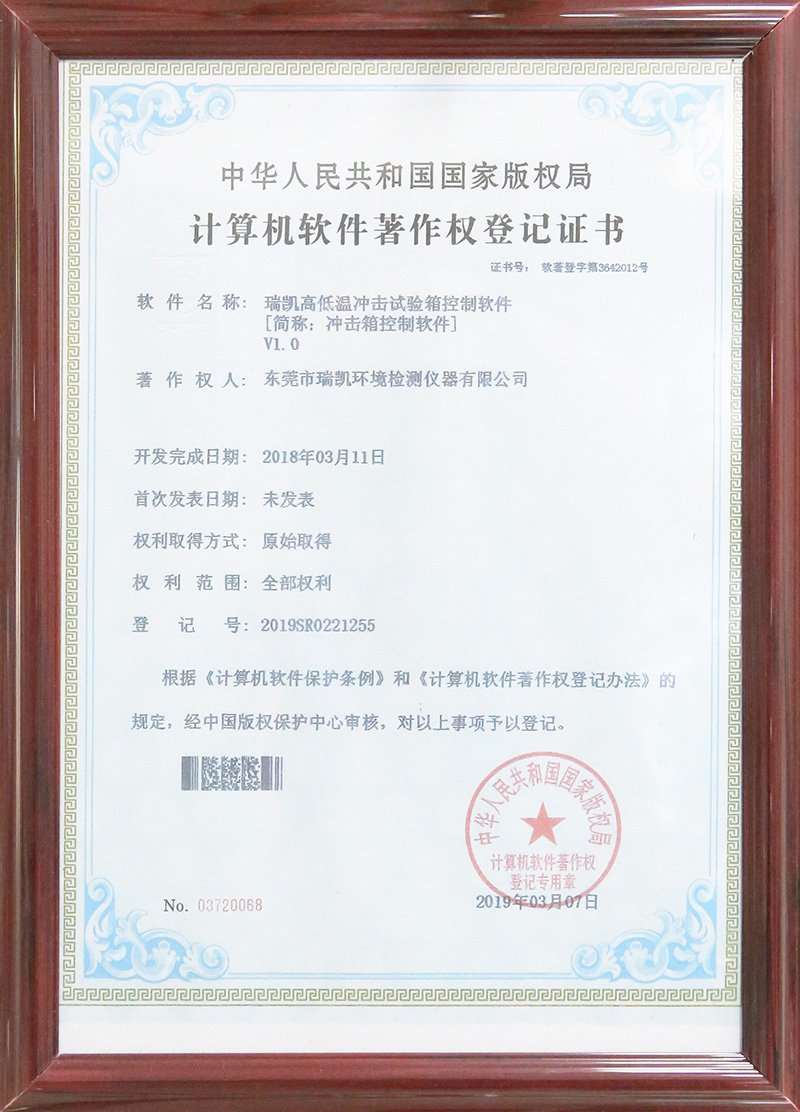 中华人民共和国国家版权局
计算机软件著作权登记证书
证书号： 软著登字第3642012号
软件名称： 瑞凯高低温冲击试验箱控制软件
[简称：冲击箱控制软件]
V1.0
著作权人： 东莞市瑞凯环境检测仪器有限公司
开发完成日期： 2018年03月11日
首次发表日期： 未发表
权利取得方式： 原始取得
权利范围： 全部权利
登记号： 2019SR0221255
根据《计算机软件保护条例》和《计算机软件著作权登记办法》的
规定，经中国版权保护中心审核，对以上事项予以登记。
中华人民共和国国家版权局
计算机软件著作权
登记专用章
No. 03720068
2019年03月07日